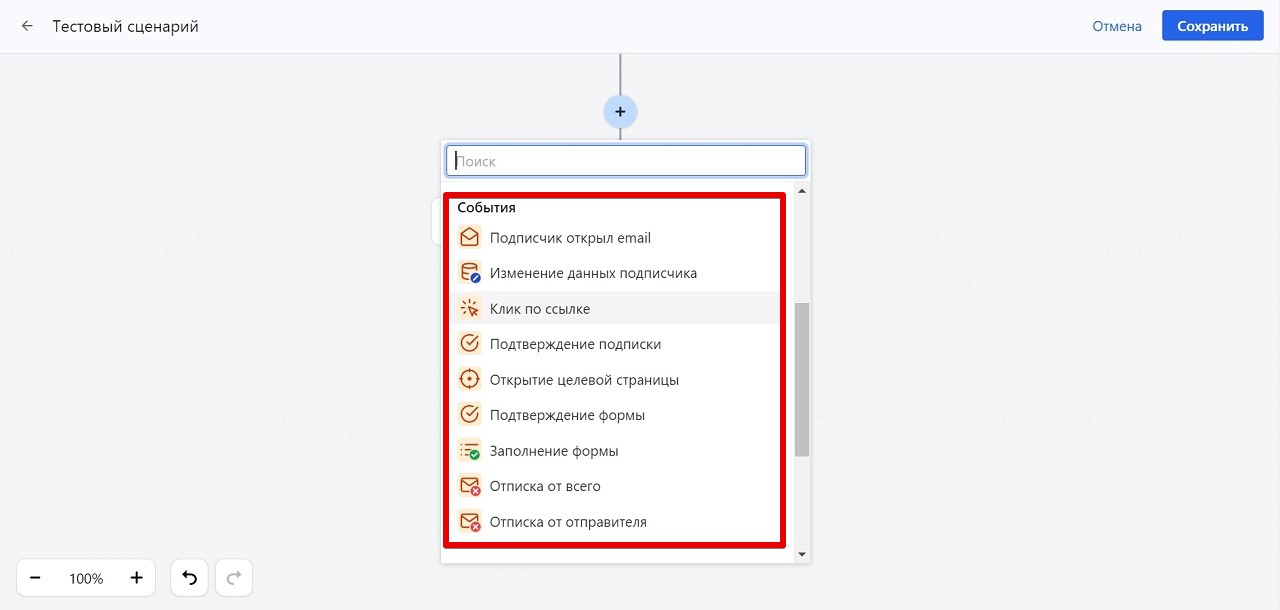 Тестовый сценарий
Отмена
Сохранить
Поиск
События
Подписчик открыл email
Изменение данных подписчика
Клик по ссылке
Подтверждение подписки
Открытие целевой страницы
Подтверждение формы
Заполнение формы
Отписка от всего
Отписка от отправителя
100%